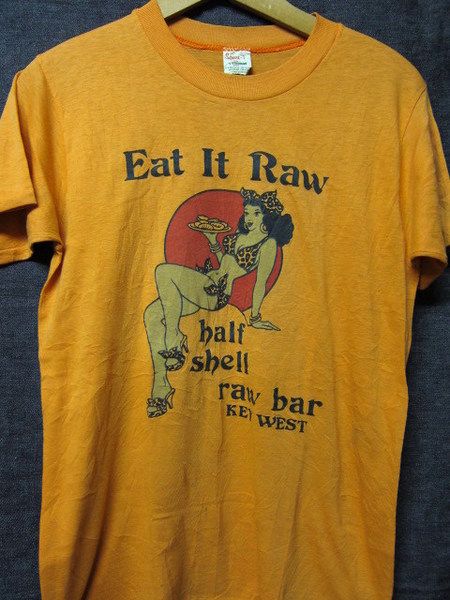 Eat It Raw
half
shell
raw bar
KEY WEST